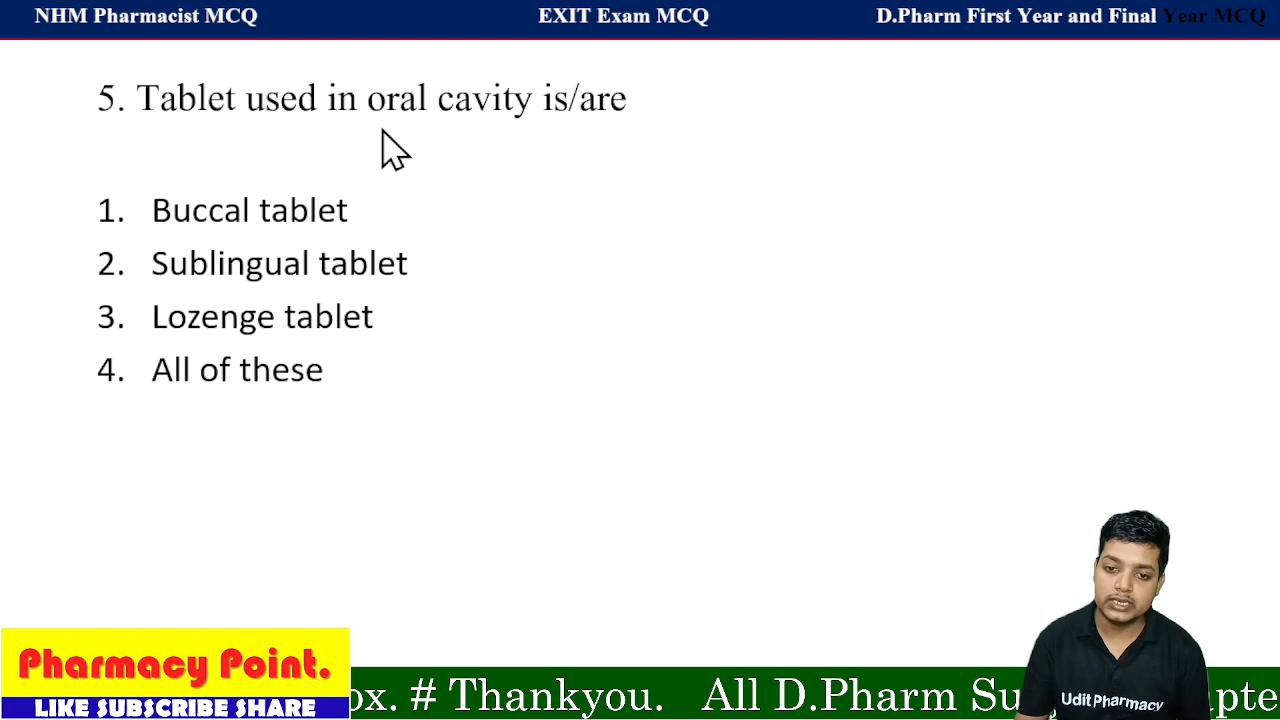 NHM Pharmacist MCQ EXIT Exam MCQ D.Pharm First Year and Final Year MCQ
5. Tablet used in oral cavity is/are
1. Buccal tablet
2. Sublingual tablet
3. Lozenge tablet
4. All of these
Udit Pharmacy
Pharmacy Point.
LIKE SUBSCRIBE SHARE
# Thankyou. All D.Pharm